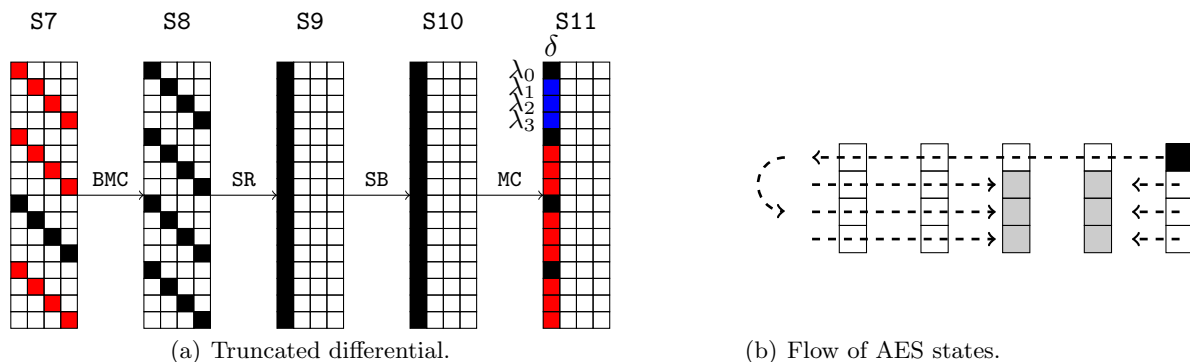 S7 S8 S9 S10 S11
δ
λ0
λ1
λ2
λ3
BMC SR SB MC
(a) Truncated differential.
(b) Flow of AES states.